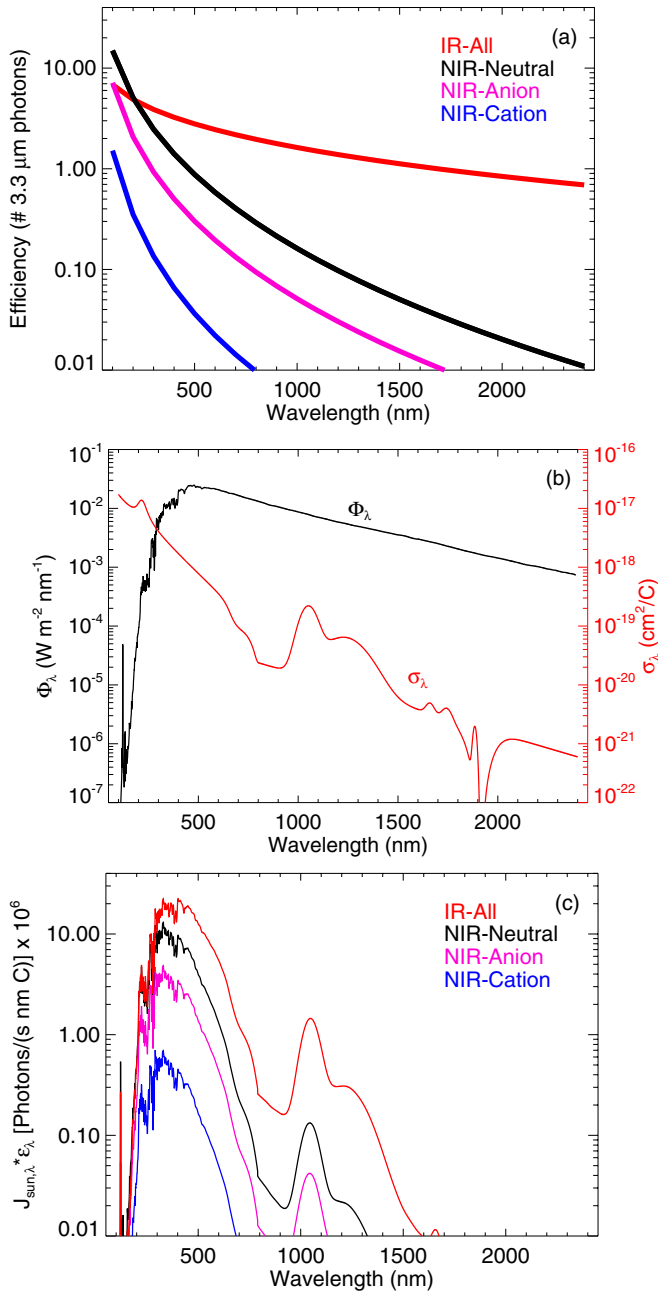 (a)
IR-All
NIR-Neutral
NIR-Anion
NIR-Cation
10.00
1.00
0.10
0.01
Efficiency (# 3.3 μm photons)
500 1000 1500 2000
Wavelength (nm)
(b)
10⁻¹ 10⁻¹⁶
10⁻² 10⁻¹⁷
10⁻³ 10⁻¹⁸
10⁻⁴ 10⁻¹⁹
10⁻⁵ 10⁻²⁰
10⁻⁶ 10⁻²¹
10⁻⁷ 10⁻²²
Φλ
σλ
Φλ (W m⁻² nm⁻¹)
σλ (cm²/C)
500 1000 1500 2000
Wavelength (nm)
(c)
IR-All
NIR-Neutral
NIR-Anion
NIR-Cation
10.00
1.00
0.10
0.01
Jsun,λ*ελ [Photons/(s nm C)] x 10⁶
500 1000 1500 2000
Wavelength (nm)